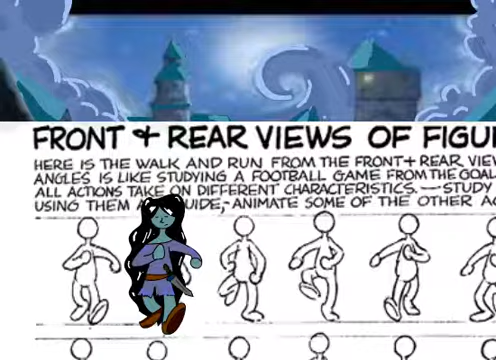 FRONT & REAR VIEWS OF FIGU
HERE IS THE WALK AND RUN FROM THE FRONT + REAR VIEW
ANGLES IS LIKE STUDYING A FOOTBALL GAME FROM THE GOAL
ALL ACTIONS TAKE ON DIFFERENT CHARACTERISTICS. — STUDY
USING THEM A UIDE,- ANIMATE SOME OF THE OTHER A